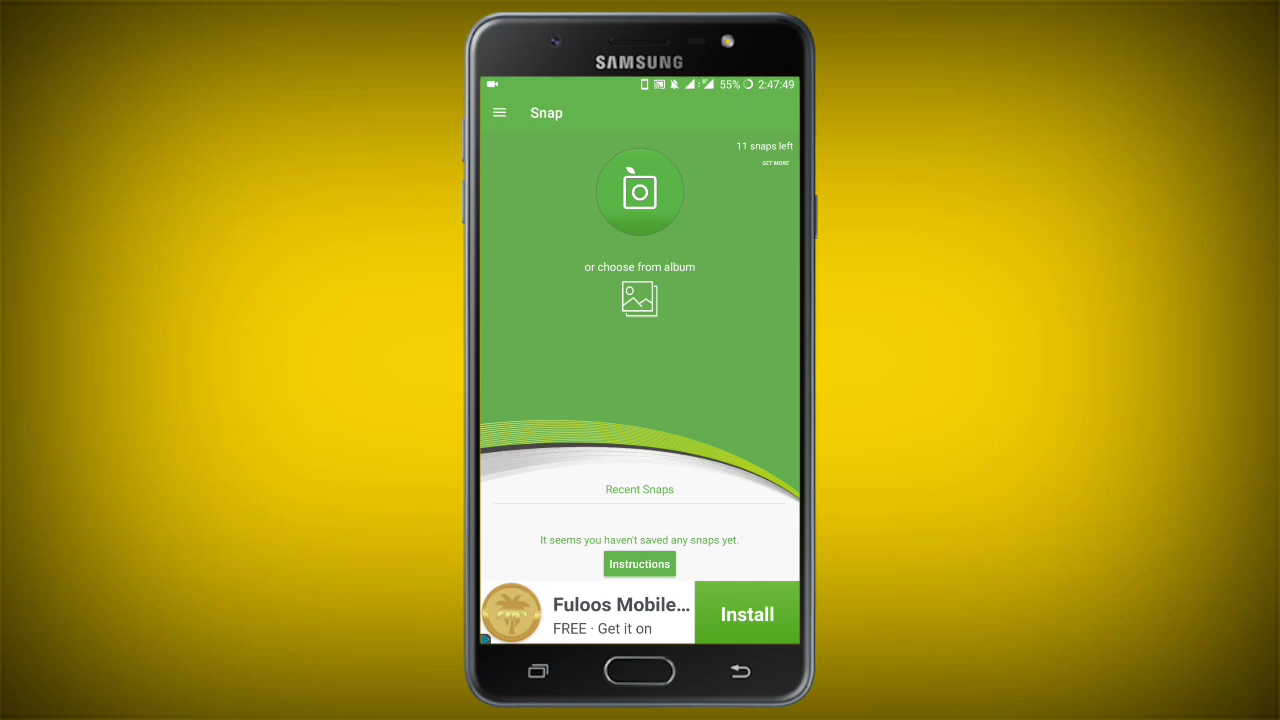 SAMSUNG
55% 2:47:49
Snap
11 snaps left
GET MORE
or choose from album
Recent Snaps
It seems you haven't saved any snaps yet.
Instructions
Fuloos Mobile...
FREE · Get it on
Install